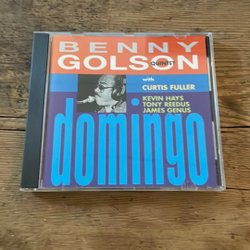 BENNY
GOLSON
QUINTET
with
CURTIS FULLER
KEVIN HAYS
TONY REEDUS
JAMES GENUS
domingo